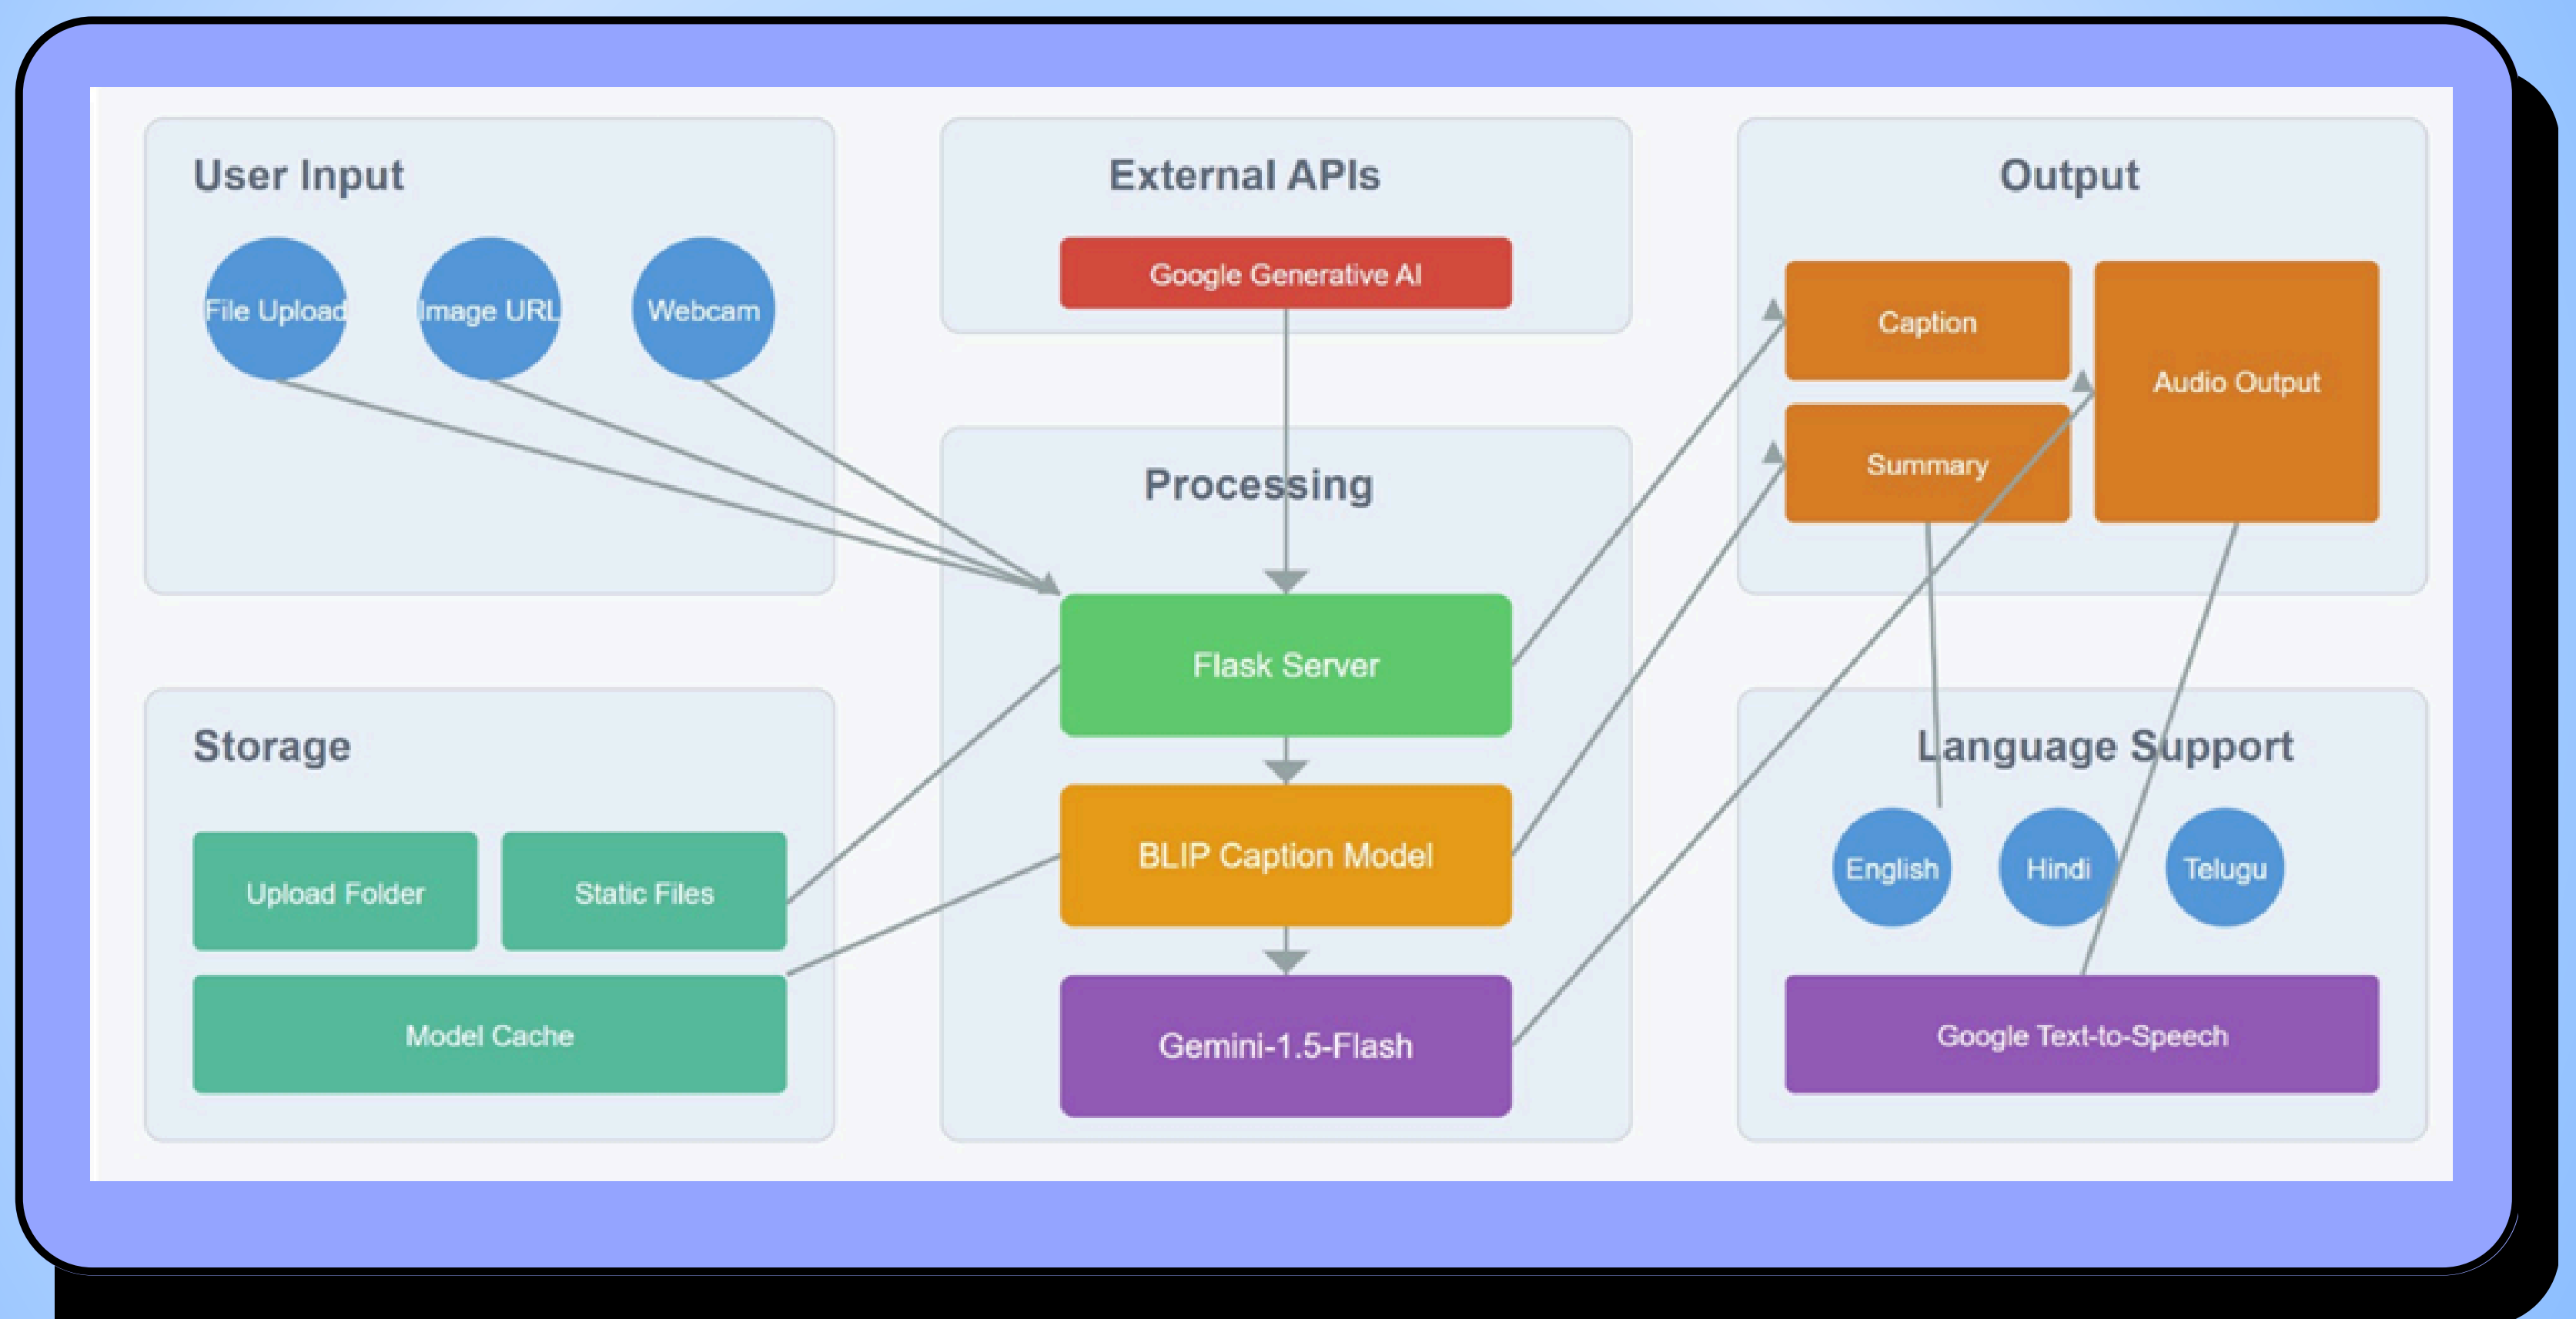 User Input
File Upload
Image URL
Webcam
External APIs
Google Generative AI
Output
Caption
Summary
Audio Output
Processing
Flask Server
BLIP Caption Model
Gemini-1.5-Flash
Storage
Upload Folder
Static Files
Model Cache
Language Support
English
Hindi
Telugu
Google Text-to-Speech